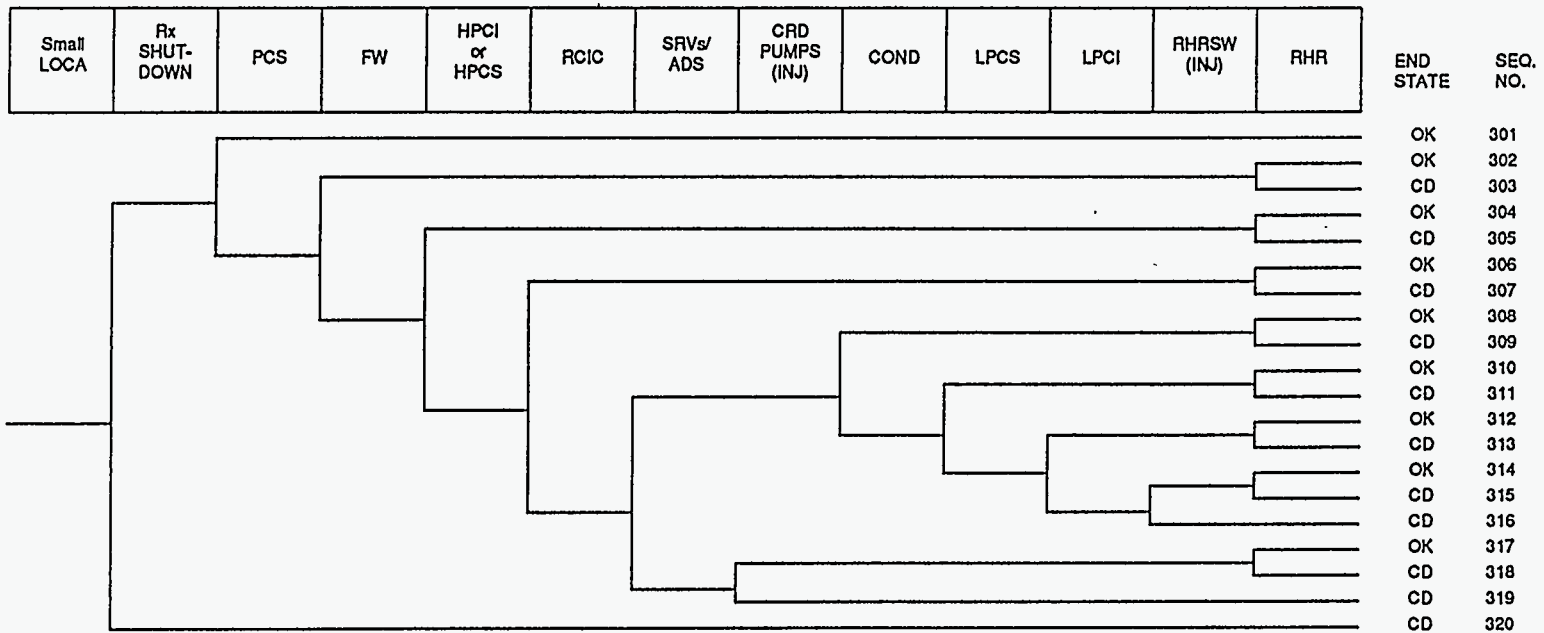 Small
LOCA
Rx
SHUT-
DOWN
PCS
FW
HPCI
or
HPCS
RCIC
SRVs/
ADS
CRD
PUMPS
(INJ)
COND
LPCS
LPCI
RHRSW
(INJ)
RHR
END
STATE
SEQ.
NO.
OK 301
OK 302
CD 303
OK 304
CD 305
OK 306
CD 307
OK 308
CD 309
OK 310
CD 311
OK 312
CD 313
OK 314
CD 315
CD 316
OK 317
CD 318
CD 319
CD 320